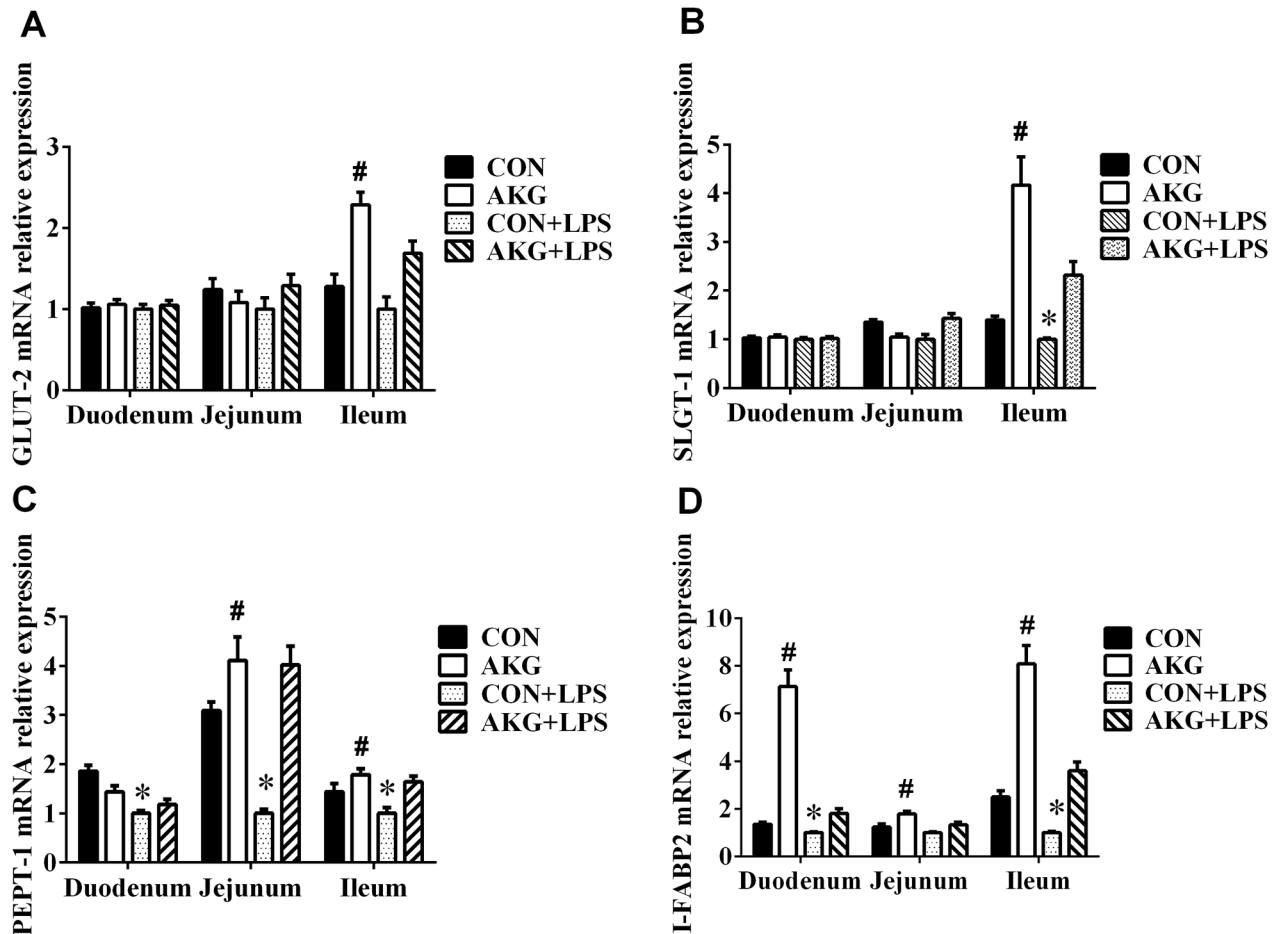 A
GLUT-2 mRNA relative expression
3
2
1
0
#
Duodenum Jejunum Ileum
CON
AKG
CON+LPS
AKG+LPS
B
SLGT-1 mRNA relative expression
5
4
3
2
1
0
#
*
Duodenum Jejunum Ileum
CON
AKG
CON+LPS
AKG+LPS
C
PEPT-1 mRNA relative expression
5
4
3
2
1
0
*
#
*
#
*
Duodenum Jejunum Ileum
CON
AKG
CON+LPS
AKG+LPS
D
I-FABP2 mRNA relative expression
10
8
6
4
2
0
#
*
#
#
*
Duodenum Jejunum Ileum
CON
AKG
CON+LPS
AKG+LPS